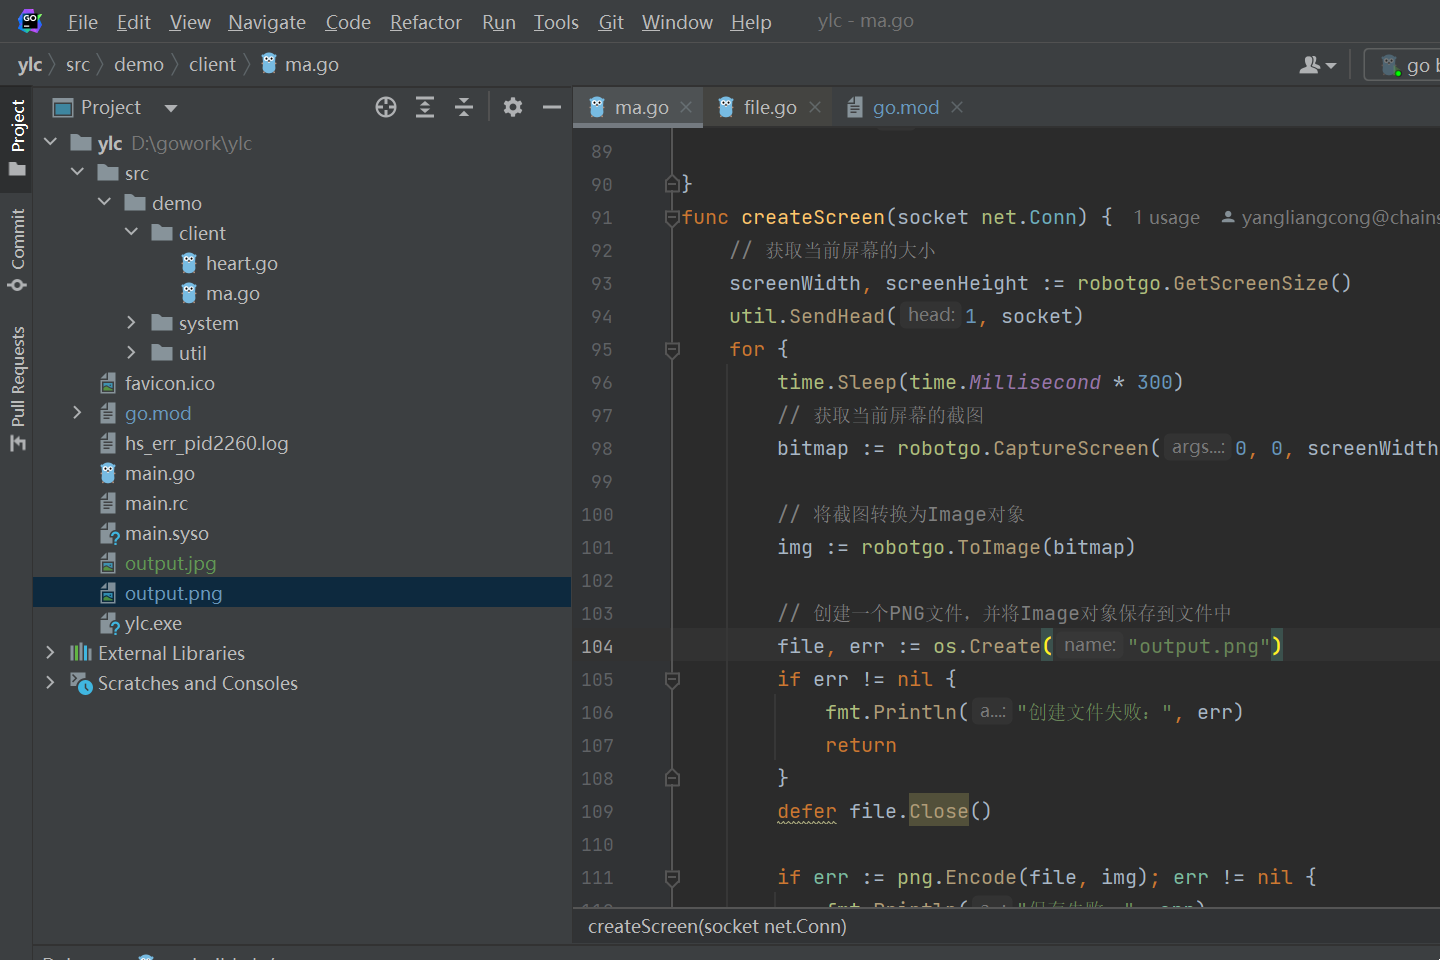 File Edit View Navigate Code Refactor Run Tools Git Window Help ylc - ma.go
ylc src demo client ma.go
go b
Project
Commit
Pull Requests
Project
ylc D:\gowork\ylc
src
demo
client
heart.go
ma.go
system
util
favicon.ico
go.mod
hs_err_pid2260.log
main.go
main.rc
main.syso
output.jpg
output.png
ylc.exe
External Libraries
Scratches and Consoles
ma.go file.go go.mod
89
90 }
91 func createScreen(socket net.Conn) { 1 usage yangliangcong@chains
92 // 获取当前屏幕的大小
93 screenWidth, screenHeight := robotgo.GetScreenSize()
94 util.SendHead( head: 1, socket)
95 for {
96 time.Sleep(time.Millisecond * 300)
97 // 获取当前屏幕的截图
98 bitmap := robotgo.CaptureScreen( args...: 0, 0, screenWidth
99
100 // 将截图转换为Image对象
101 img := robotgo.ToImage(bitmap)
102
103 // 创建一个PNG文件，并将Image对象保存到文件中
104 file, err := os.Create( name: "output.png")
105 if err != nil {
106 fmt.Println( a...: "创建文件失败：", err)
107 return
108 }
109 defer file.Close()
110
111 if err := png.Encode(file, img); err != nil {
createScreen(socket net.Conn)